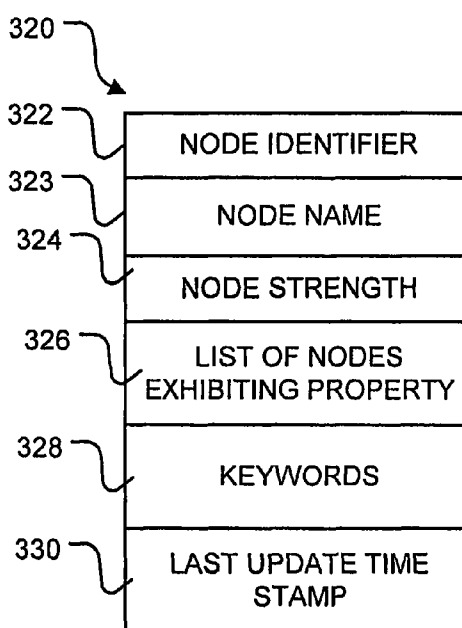 320
322
NODE IDENTIFIER
323
NODE NAME
324
NODE STRENGTH
326
LIST OF NODES
EXHIBITING PROPERTY
328
KEYWORDS
330
LAST UPDATE TIME
STAMP